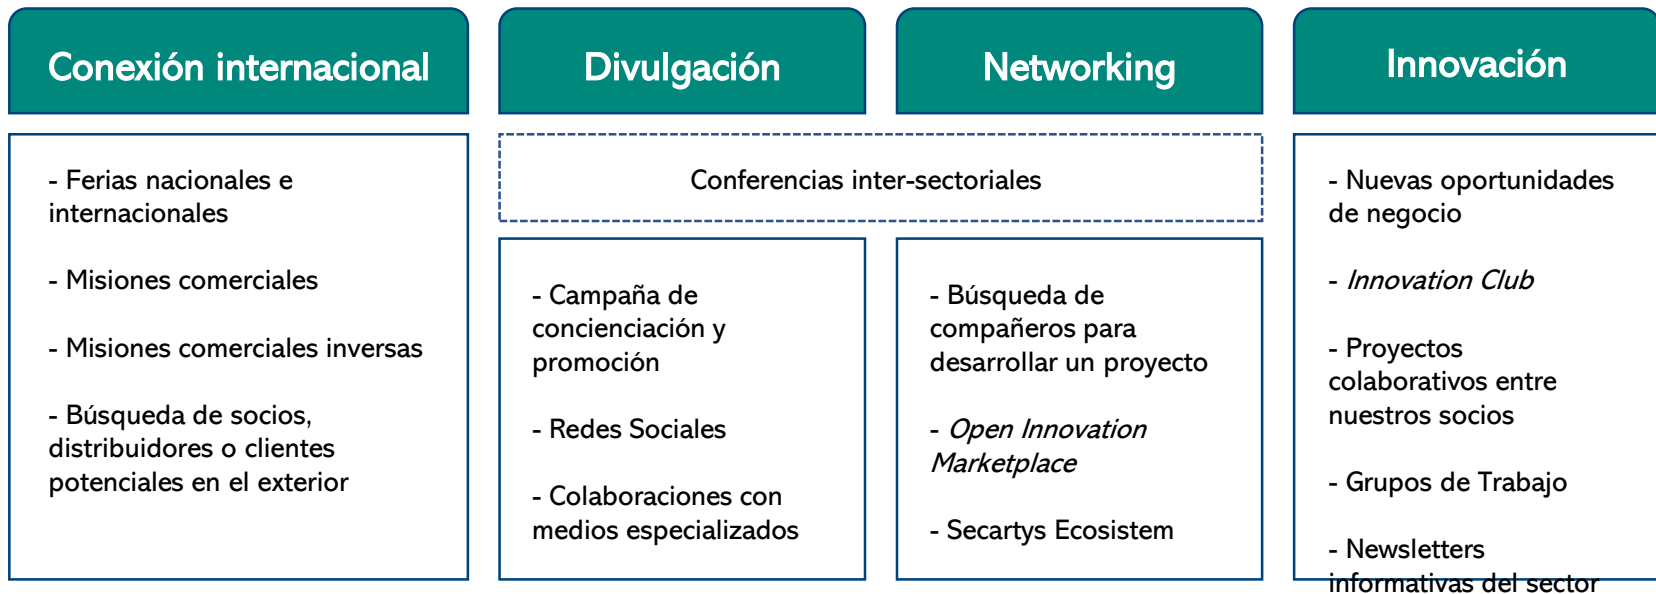 Conexión internacional
- Ferias nacionales e
internacionales
- Misiones comerciales
- Misiones comerciales inversas
- Búsqueda de socios,
distribuidores o clientes
potenciales en el exterior
Divulgación
Networking
Conferencias inter-sectoriales
- Campaña de
concienciación y
promoción
- Redes Sociales
- Colaboraciones con
medios especializados
- Búsqueda de
compañeros para
desarrollar un proyecto
- Open Innovation
Marketplace
- Secartys Ecosistem
Innovación
- Nuevas oportunidades
de negocio
- Innovation Club
- Proyectos
colaborativos entre
nuestros socios
- Grupos de Trabajo
- Newsletters
informativas del sector